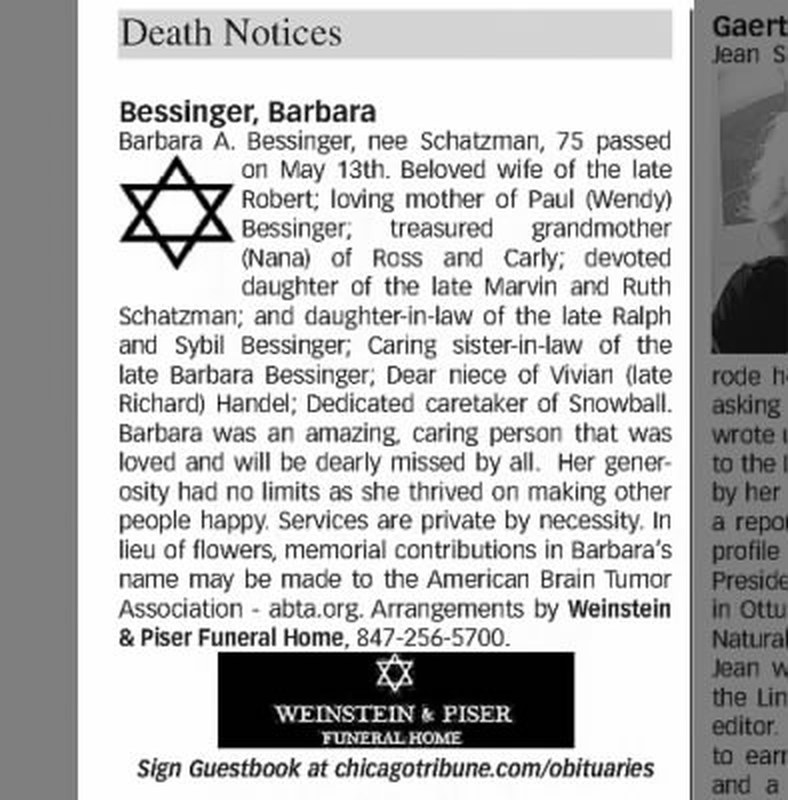 Death Notices
Bessinger, Barbara
Barbara A. Bessinger, nee Schatzman, 75 passed
on May 13th. Beloved wife of the late
Robert; loving mother of Paul (Wendy)
Bessinger; treasured grandmother
(Nana) of Ross and Carly; devoted
daughter of the late Marvin and Ruth
Schatzman; and daughter-in-law of the late Ralph
and Sybil Bessinger; Caring sister-in-law of the
late Barbara Bessinger; Dear niece of Vivian (late
Richard) Handel; Dedicated caretaker of Snowball.
Barbara was an amazing, caring person that was
loved and will be dearly missed by all. Her gener-
osity had no limits as she thrived on making other
people happy. Services are private by necessity. In
lieu of flowers, memorial contributions in Barbara's
name may be made to the American Brain Tumor
Association - abta.org. Arrangements by Weinstein
& Piser Funeral Home, 847-256-5700.
WEINSTEIN & PISER
FUNERAL HOME
Sign Guestbook at chicagotribune.com/obituaries
Gaert
Jean S
rode h
asking
wrote
to the
by her
a repo
profile
Preside
in Ottu
Natural
Jean w
the Lin
editor.
to earn
and a